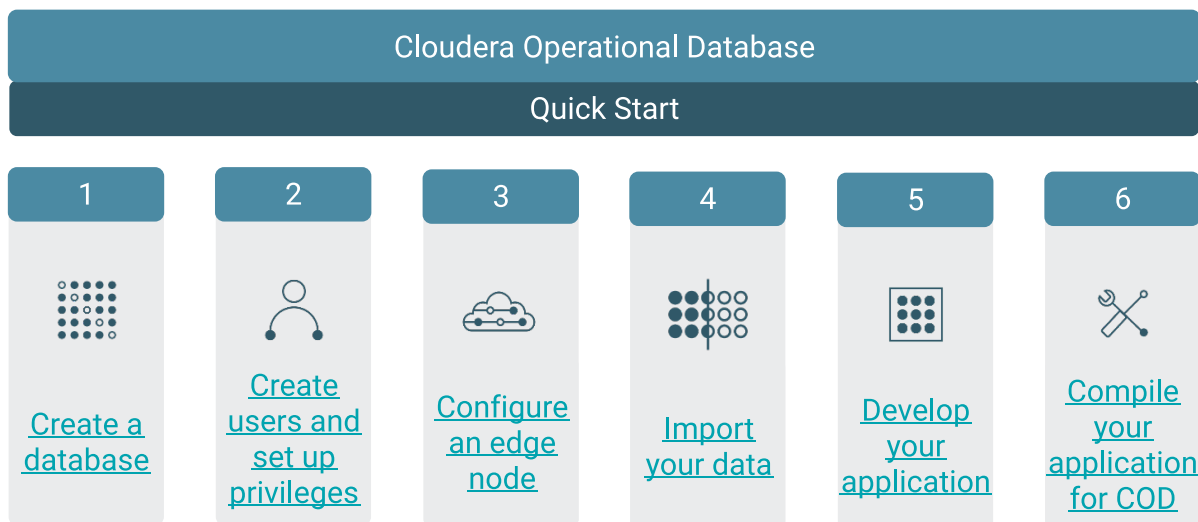 Cloudera Operational Database
Quick Start
1
Create a
database
2
Create
users and
set up
privileges
3
Configure
an edge
node
4
Import
your data
5
Develop
your
application
6
Compile
your
application
for COD